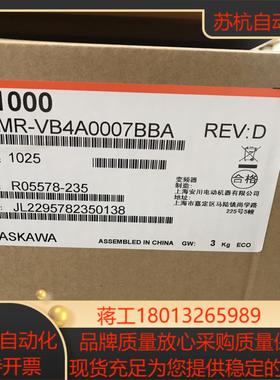 苏杭自动
1000
MR-VB4A0007BBA
REV:D
1025
变频器
上海安川电动机器有限公司
合格
R05578-235
上海市嘉定区马陆镇尚学路
225号5幢
JL2295782350138
ASKAWA
ASSEMBLED IN CHINA
GW: 3 Kg ECO
蒋工18013265989
自动化
品牌质量放心采购质量保
开票
现货充足为您提供优质服